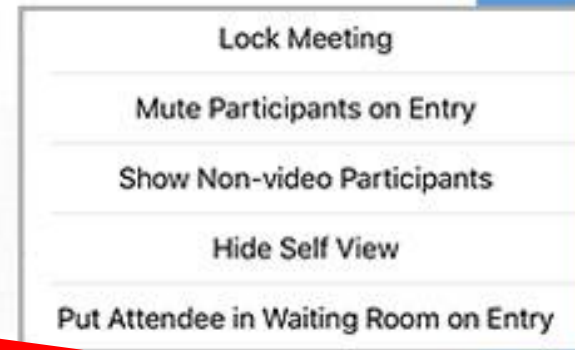 Lock Meeting
Mute Participants on Entry
Show Non-video Participants
Hide Self View
Put Attendee in Waiting Room on Entry